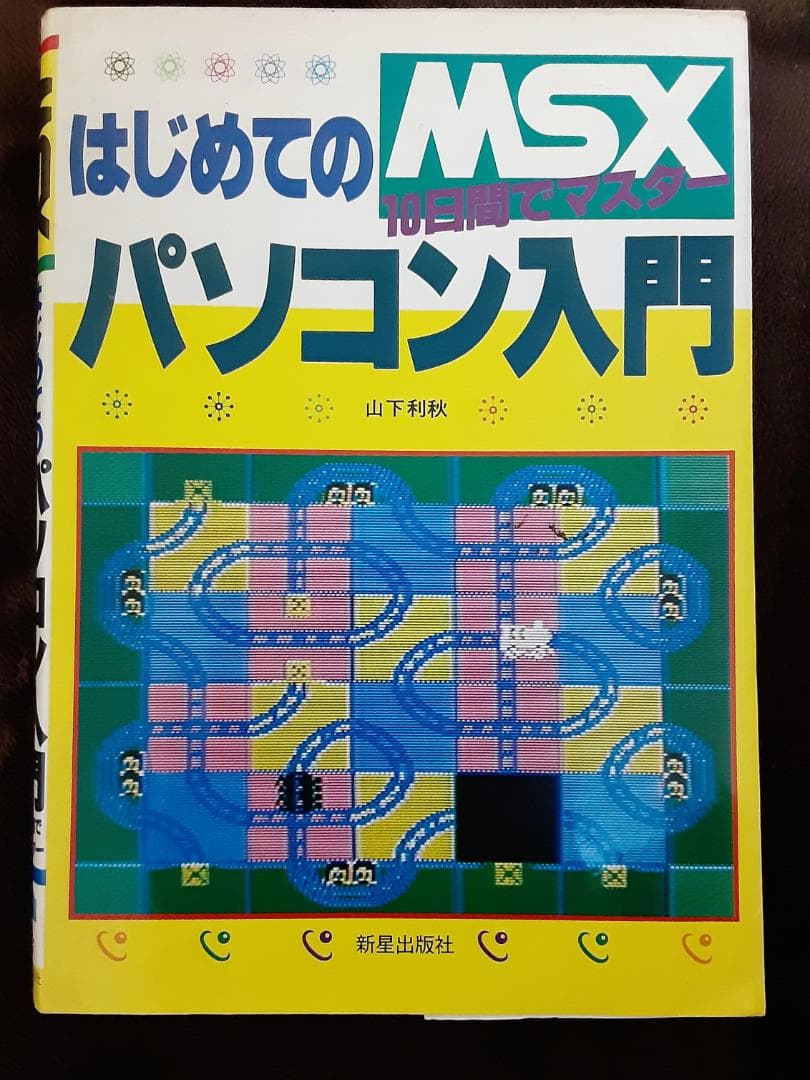 MSX
はじめての
10日間でマスター
パソコン入門
山下利秋
新星出版社